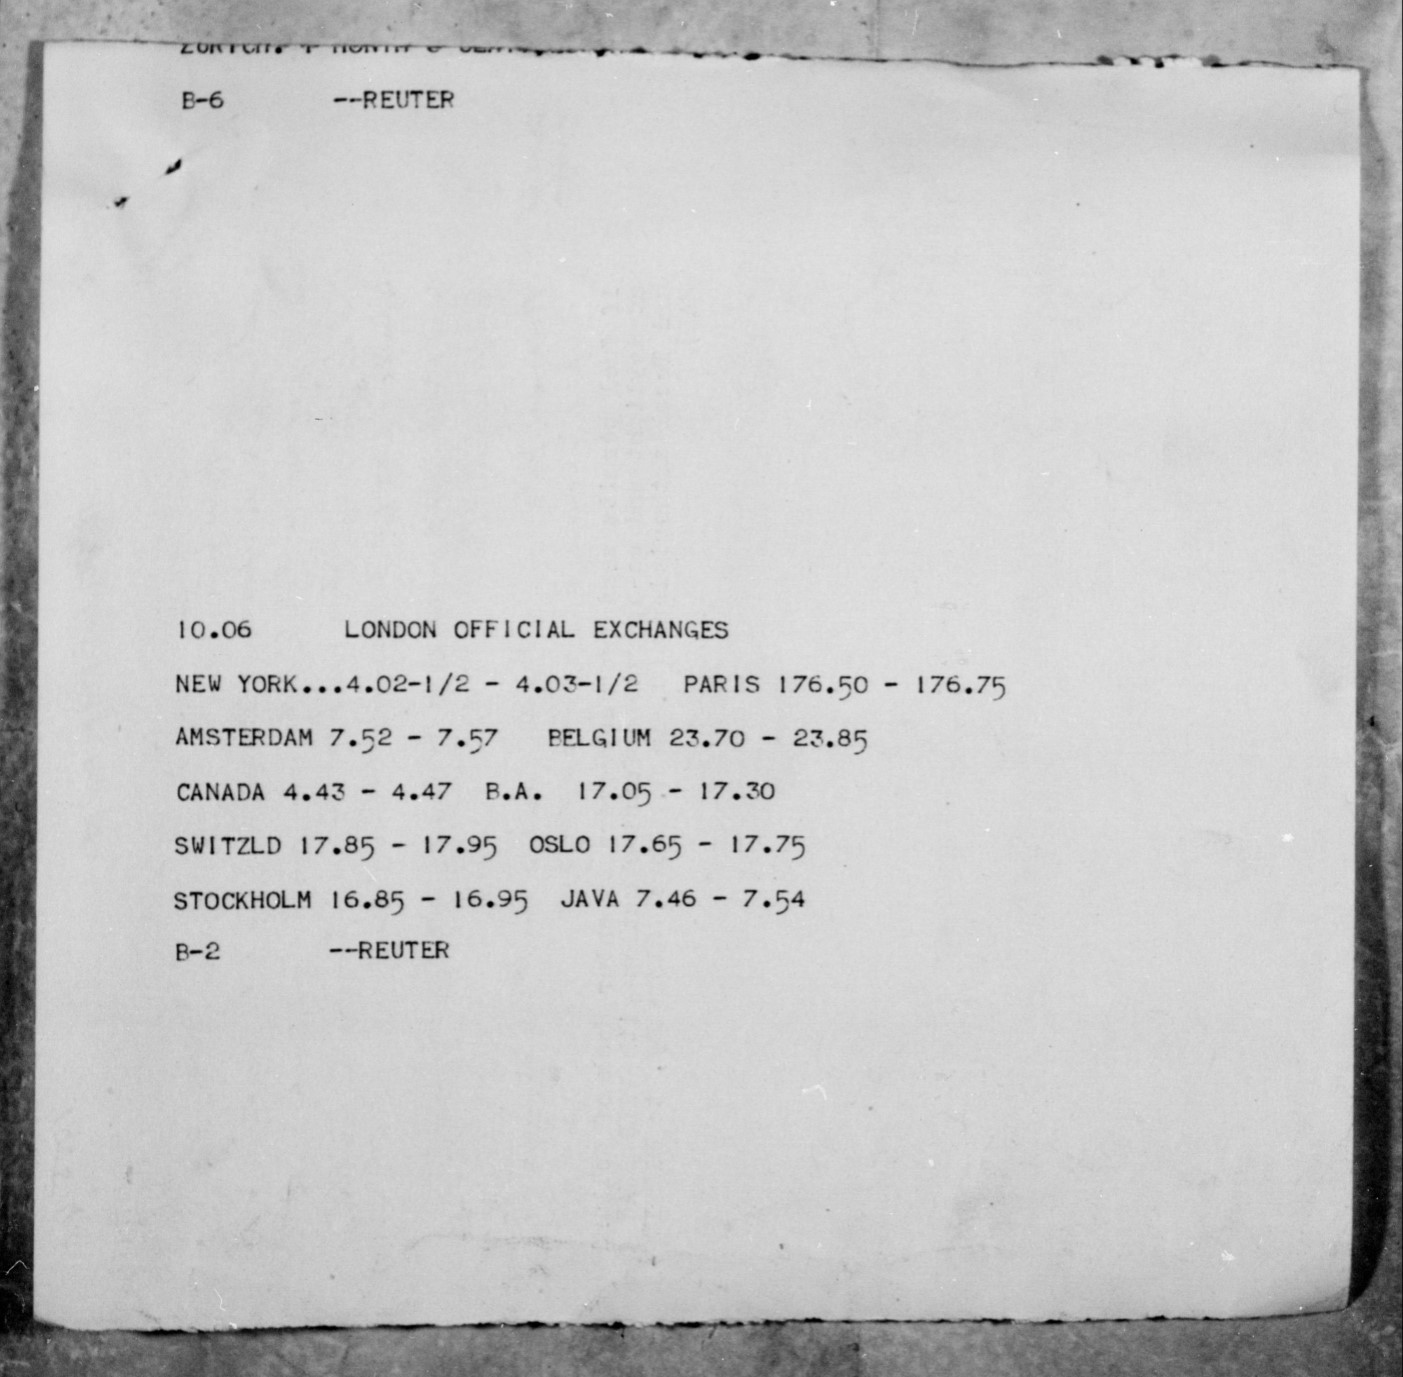 B-6 --REUTER
10.06 LONDON OFFICIAL EXCHANGES
NEW YORK...4.02-1/2 - 4.03-1/2 PARIS 176.50 - 176.75
AMSTERDAM 7.52 - 7.57 BELGIUM 23.70 - 23.85
CANADA 4.43 - 4.47 B.A. 17.05 - 17.30
SWITZLD 17.85 - 17.95 OSLO 17.65 - 17.75
STOCKHOLM 16.85 - 16.95 JAVA 7.46 - 7.54
B-2 --REUTER